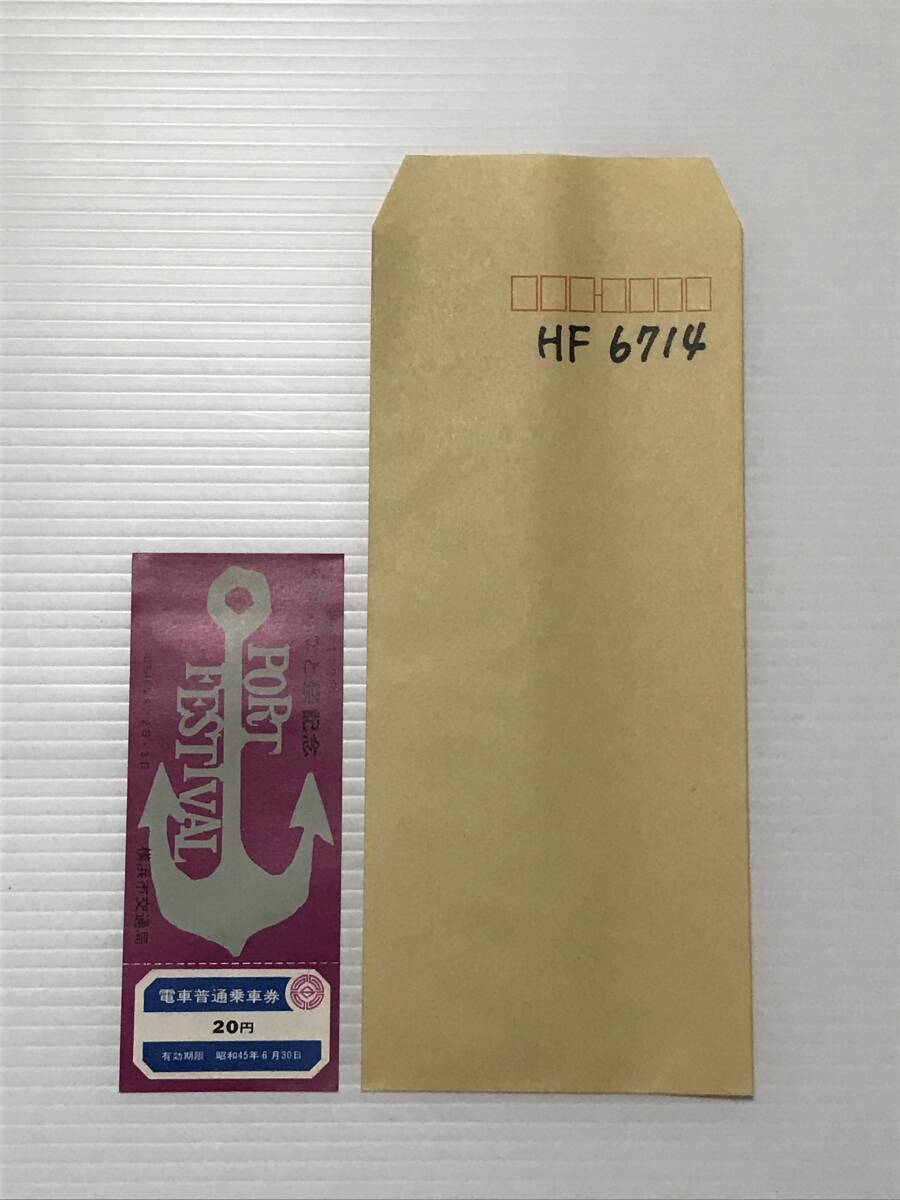 HF 6714
PORT
FESTIVAL
みなと祭記念
横浜市交通局
電車普通乗車券
20円
有効期限 昭和45年6月30日